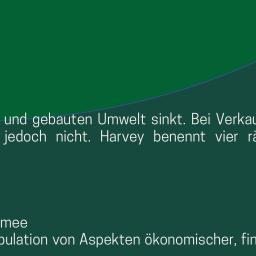 und gebauten Umwelt sinkt. Bei Verkau
jedoch nicht. Harvey benennt vier rä
mee
pulation von Aspekten ökonomischer, fin